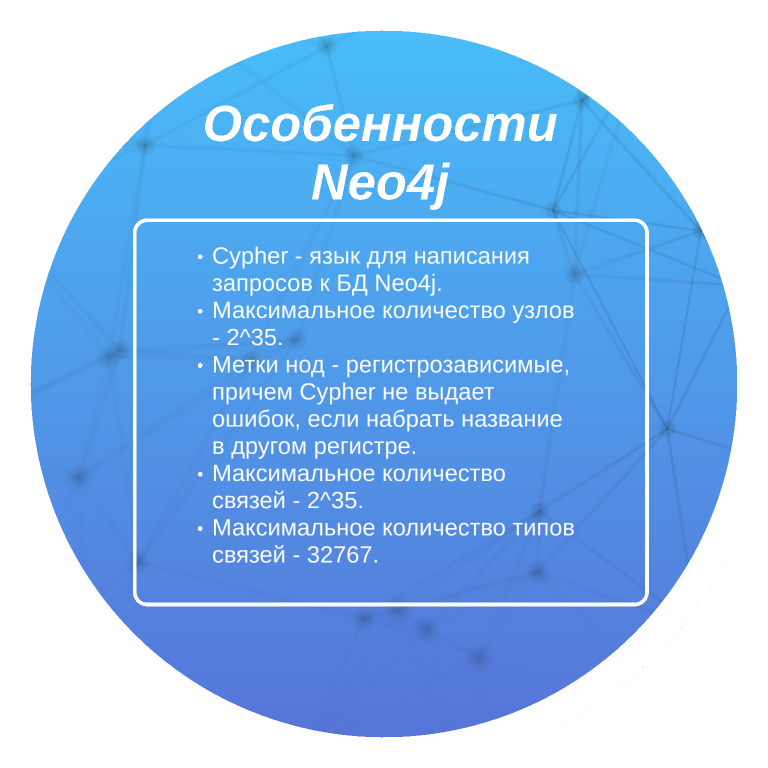 Особенности
Neo4j
• Cypher - язык для написания
запросов к БД Neo4j.
• Максимальное количество узлов
- 2^35.
• Метки нод - регистрозависимые,
причем Cypher не выдает
ошибок, если набрать название
в другом регистре.
• Максимальное количество
связей - 2^35.
• Максимальное количество типов
связей - 32767.